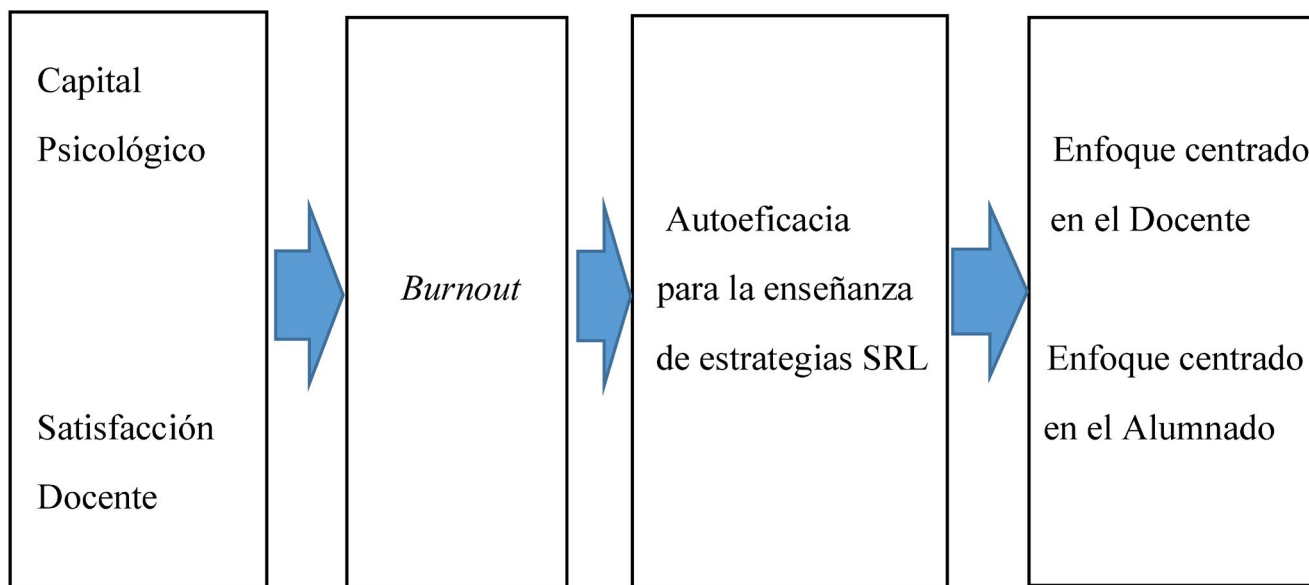 Capital
Psicológico
Satisfacción
Docente
Burnout
Autoeficacia
para la enseñanza
de estrategias SRL
Enfoque centrado
en el Docente
Enfoque centrado
en el Alumnado